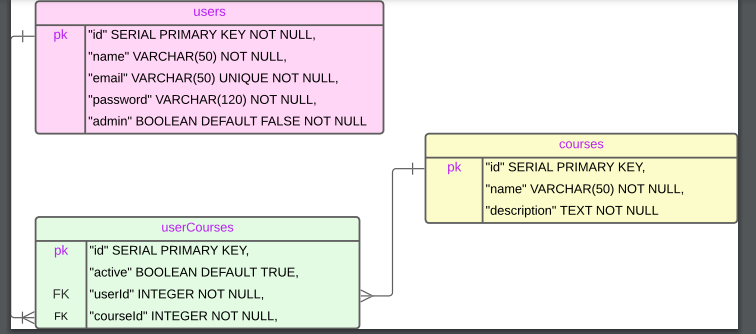 users
pk "id" SERIAL PRIMARY KEY NOT NULL,
"name" VARCHAR(50) NOT NULL,
"email" VARCHAR(50) UNIQUE NOT NULL,
"password" VARCHAR(120) NOT NULL,
"admin" BOOLEAN DEFAULT FALSE NOT NULL
courses
pk "id" SERIAL PRIMARY KEY,
"name" VARCHAR(50) NOT NULL,
"description" TEXT NOT NULL
userCourses
pk "id" SERIAL PRIMARY KEY,
"active" BOOLEAN DEFAULT TRUE,
FK "userId" INTEGER NOT NULL,
FK "courseId" INTEGER NOT NULL,